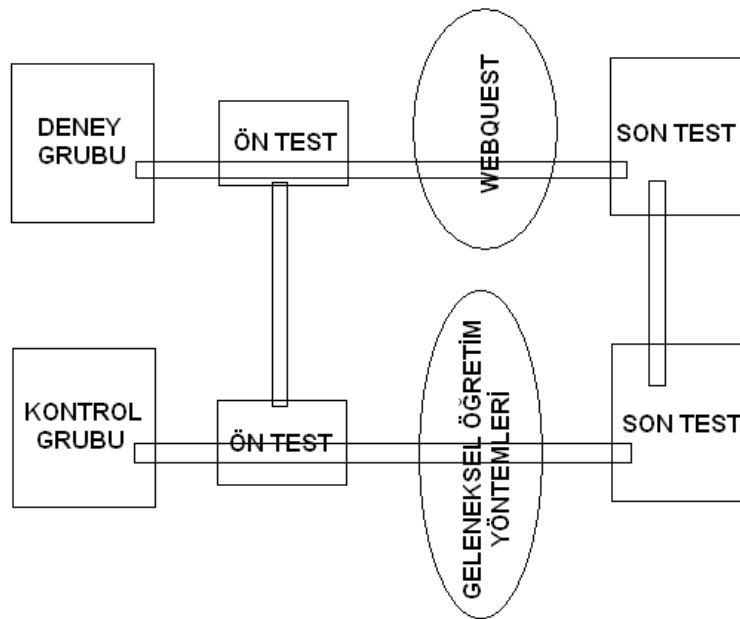 DENEY
GRUBU
ÖN TEST
WEBQUEST
SON TEST
KONTROL
GRUBU
ÖN TEST
GELENEKSEL ÖĞRETİM
YÖNTEMLERİ
SON TEST